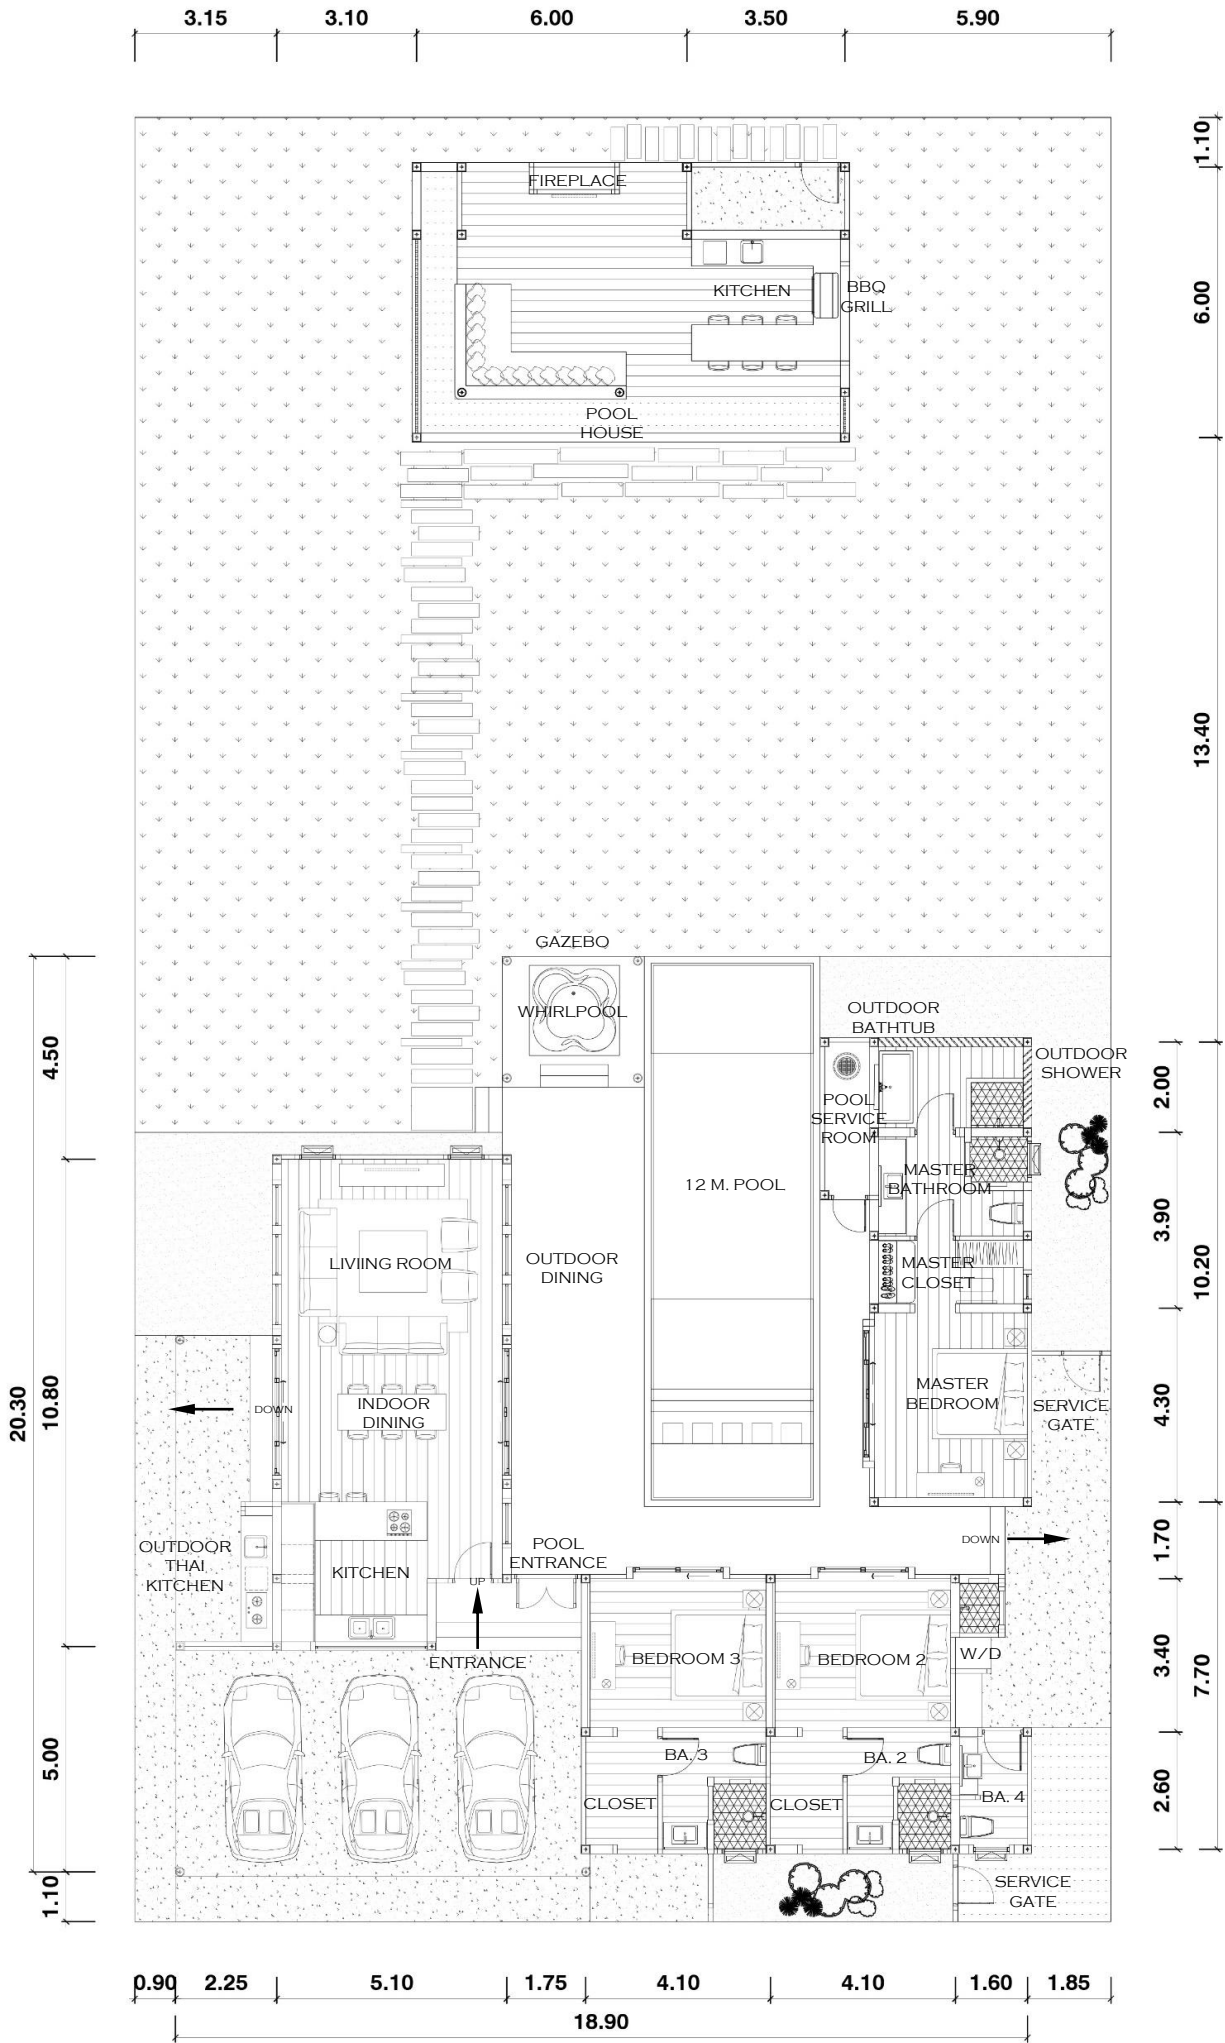 3.15 3.10 6.00 3.50 5.90
1.10
FIREPLACE
6.00
KITCHEN
BBQ
GRILL
POOL
HOUSE
13.40
GAZEBO
WHIRLPOOL
OUTDOOR
BATHTUB
OUTDOOR
SHOWER
4.50
2.00
POOL
SERVICE
ROOM
MASTER
BATHROOM
12 M. POOL
3.90
LIVIING ROOM
OUTDOOR
DINING
MASTER
CLOSET
10.20
20.30
10.80
DOWN
INDOOR
DINING
MASTER
BEDROOM
SERVICE
GATE
4.30
OUTDOOR
THAI
KITCHEN
KITCHEN
POOL
ENTRANCE
DOWN
1.70
UP
ENTRANCE
BEDROOM 3
BEDROOM 2
W/D
3.40
7.70
5.00
BA. 3
BA. 2
CLOSET
CLOSET
BA. 4
2.60
1.10
SERVICE
GATE
0.90 2.25 5.10 1.75 4.10 4.10 1.60 1.85
18.90